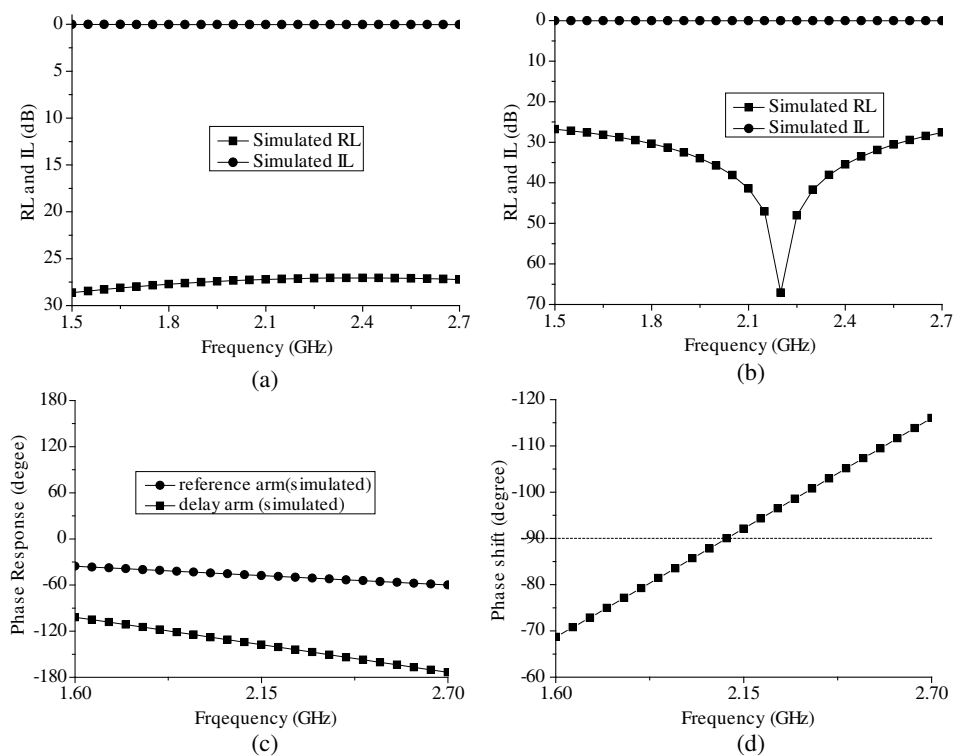 0
5
10
15
20
25
30
RL and IL (dB)
Simulated RL
Simulated IL
1.5 1.8 2.1 2.4 2.7
Frequency (GHz)
(a)
0
10
20
30
40
50
60
70
RL and IL (dB)
Simulated RL
Simulated IL
1.5 1.8 2.1 2.4 2.7
Frequency (GHz)
(b)
180
120
60
0
-60
-120
-180
Phase Response (degee)
reference arm(simulated)
delay arm (simulated)
1.60 2.15 2.70
Frqequency (GHz)
(c)
-120
-110
-100
-90
-80
-70
-60
Phase shift (degree)
1.60 2.15 2.70
Frequency (GHz)
(d)